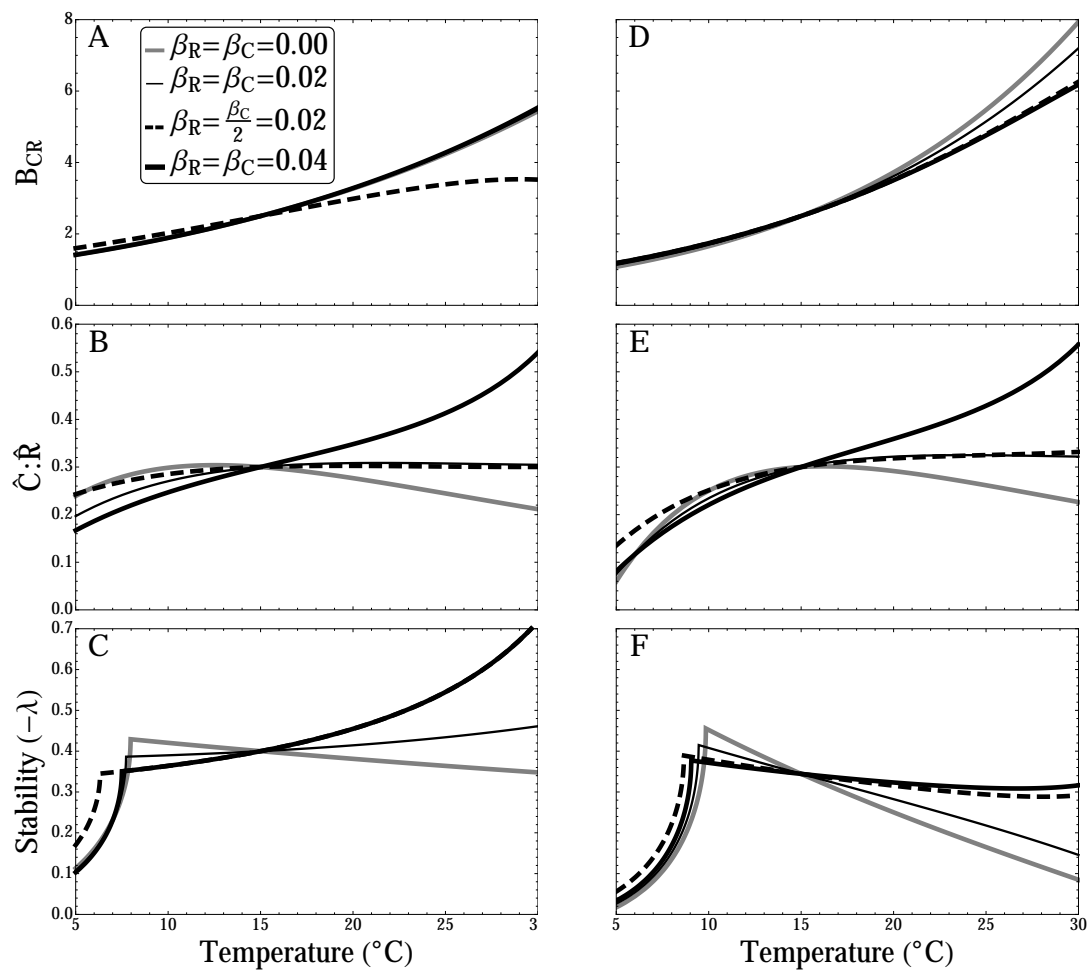 A
β_R=β_C=0.00
β_R=β_C=0.02
β_R=β_C/2=0.02
β_R=β_C=0.04
B_CR
8
6
4
2
0
D
B
Ĉ:R̂
0.6
0.5
0.4
0.3
0.2
0.1
0.0
E
C
Stability (−λ)
0.7
0.6
0.5
0.4
0.3
0.2
0.1
0.0
F
5 10 15 20 25 3
Temperature (°C)
5 10 15 20 25 30
Temperature (°C)